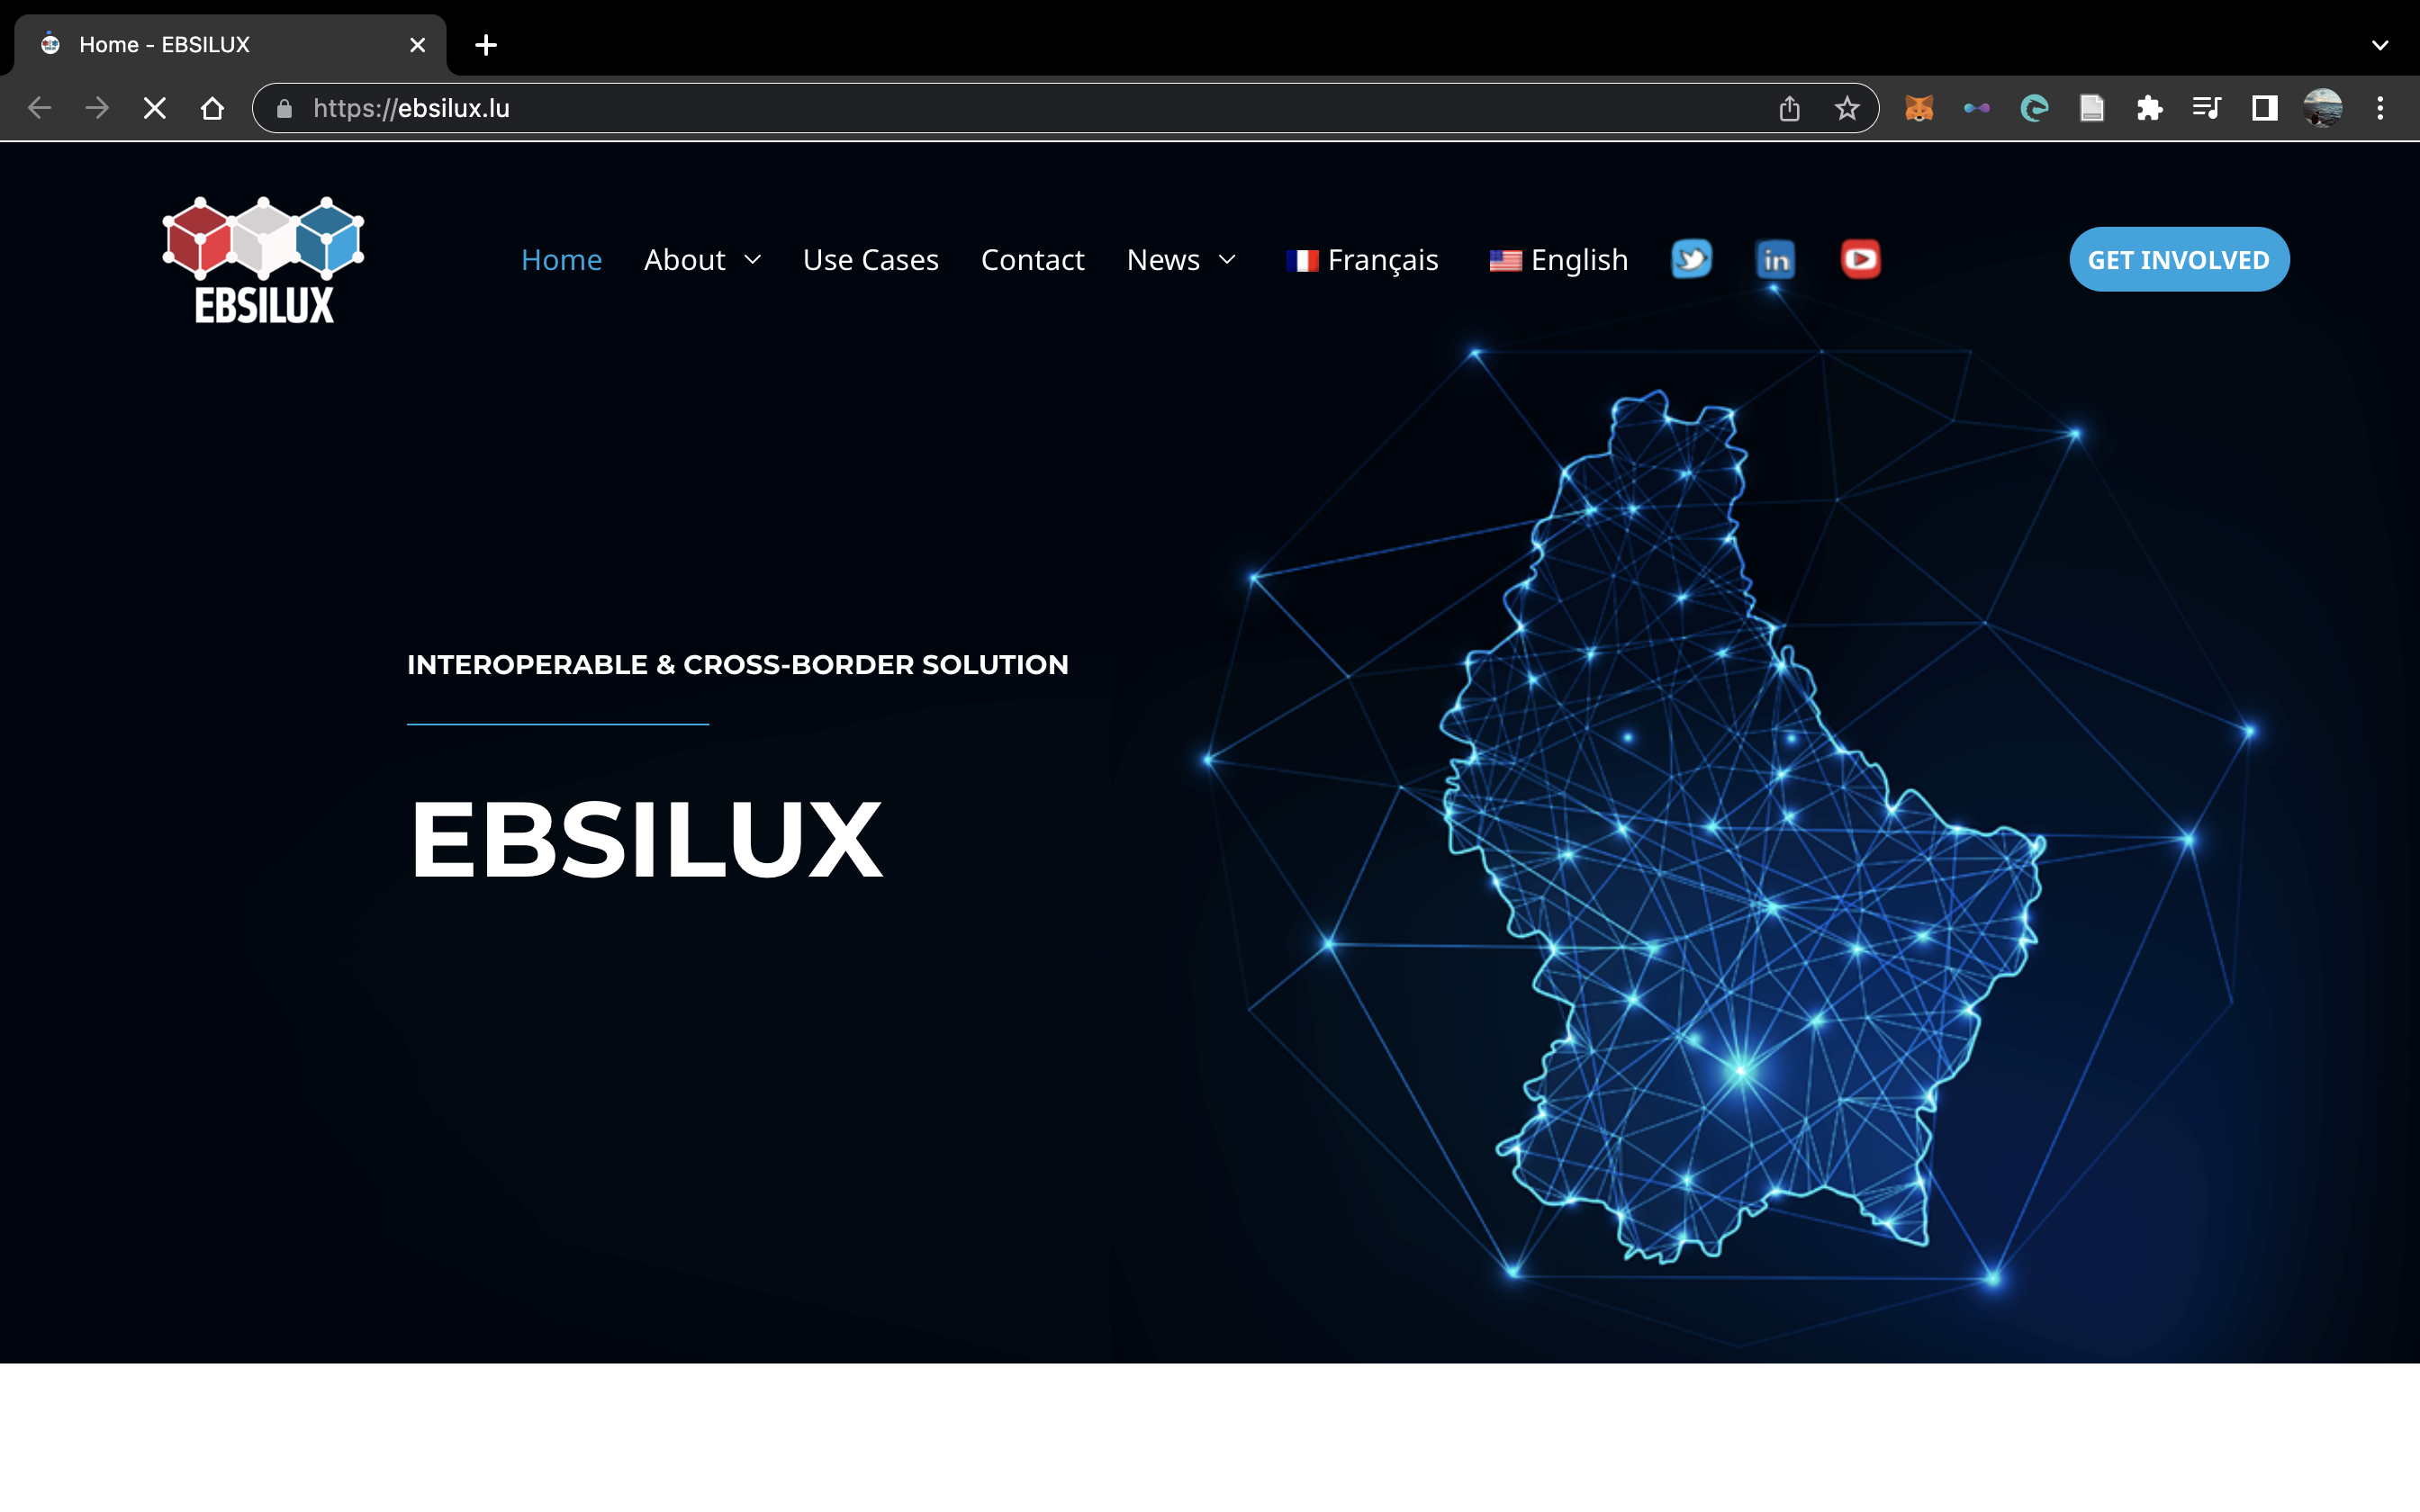 Home - EBSILUX
https://ebsilux.lu
EBSILUX
Home About Use Cases Contact News Français English in GET INVOLVED
INTEROPERABLE & CROSS-BORDER SOLUTION
EBSILUX